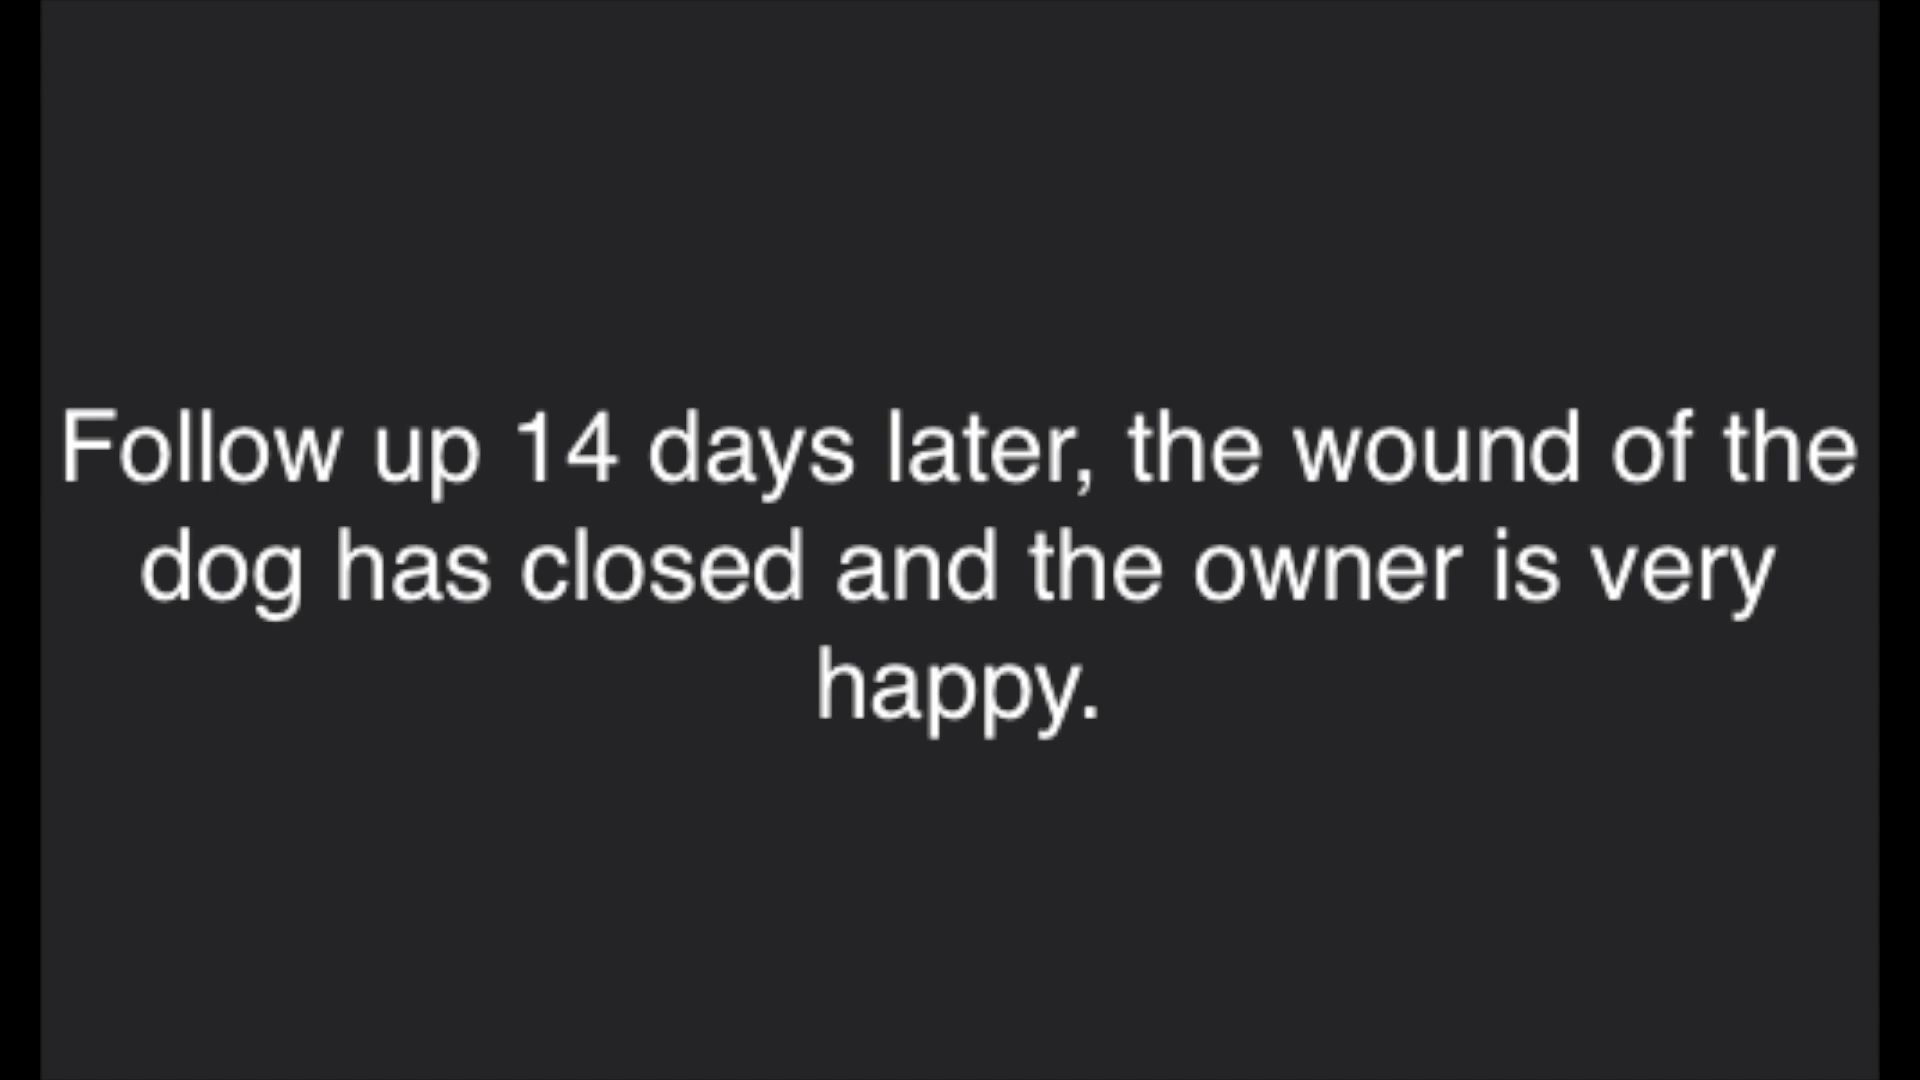 Follow up 14 days later, the wound of the
dog has closed and the owner is very
happy.